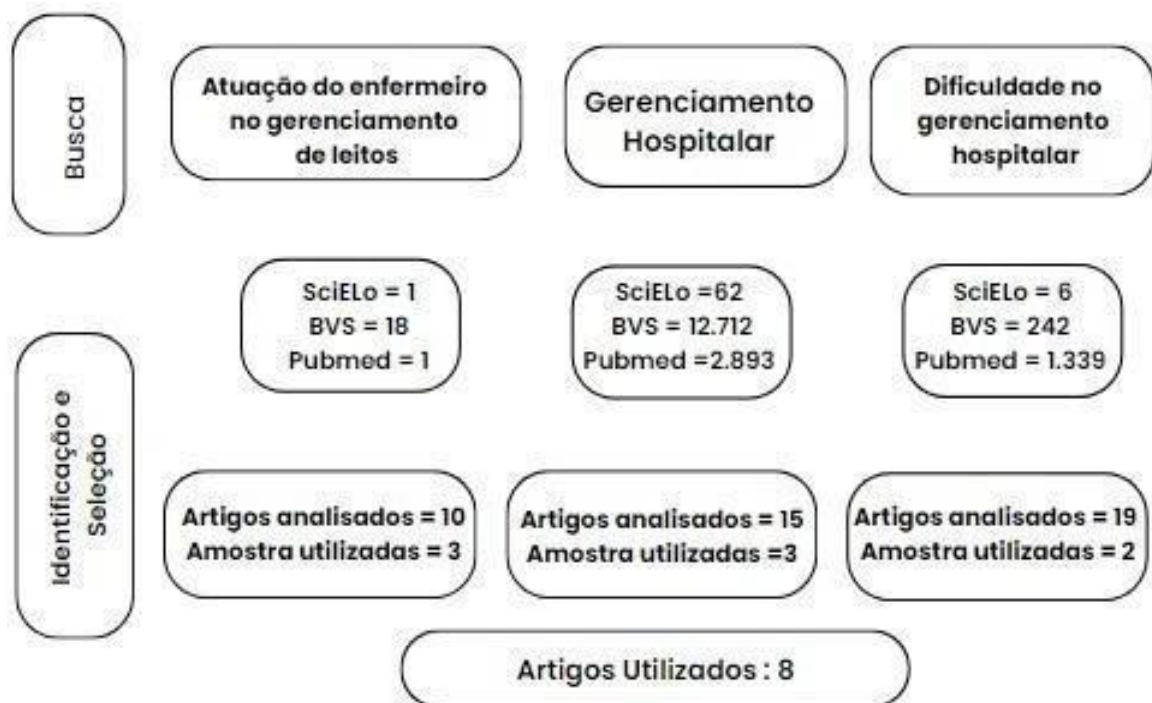 Busca
Atuação do enfermeiro
no gerenciamento
de leitos
Gerenciamento
Hospitalar
Dificuldade no
gerenciamento
hospitalar
Identificação e
Seleção
SciELo = 1
BVS = 18
Pubmed = 1
SciELo =62
BVS = 12.712
Pubmed =2.893
SciELo = 6
BVS = 242
Pubmed = 1.339
Artigos analisados = 10
Amostra utilizadas = 3
Artigos analisados = 15
Amostra utilizadas =3
Artigos analisados = 19
Amostra utilizadas = 2
Artigos Utilizados : 8